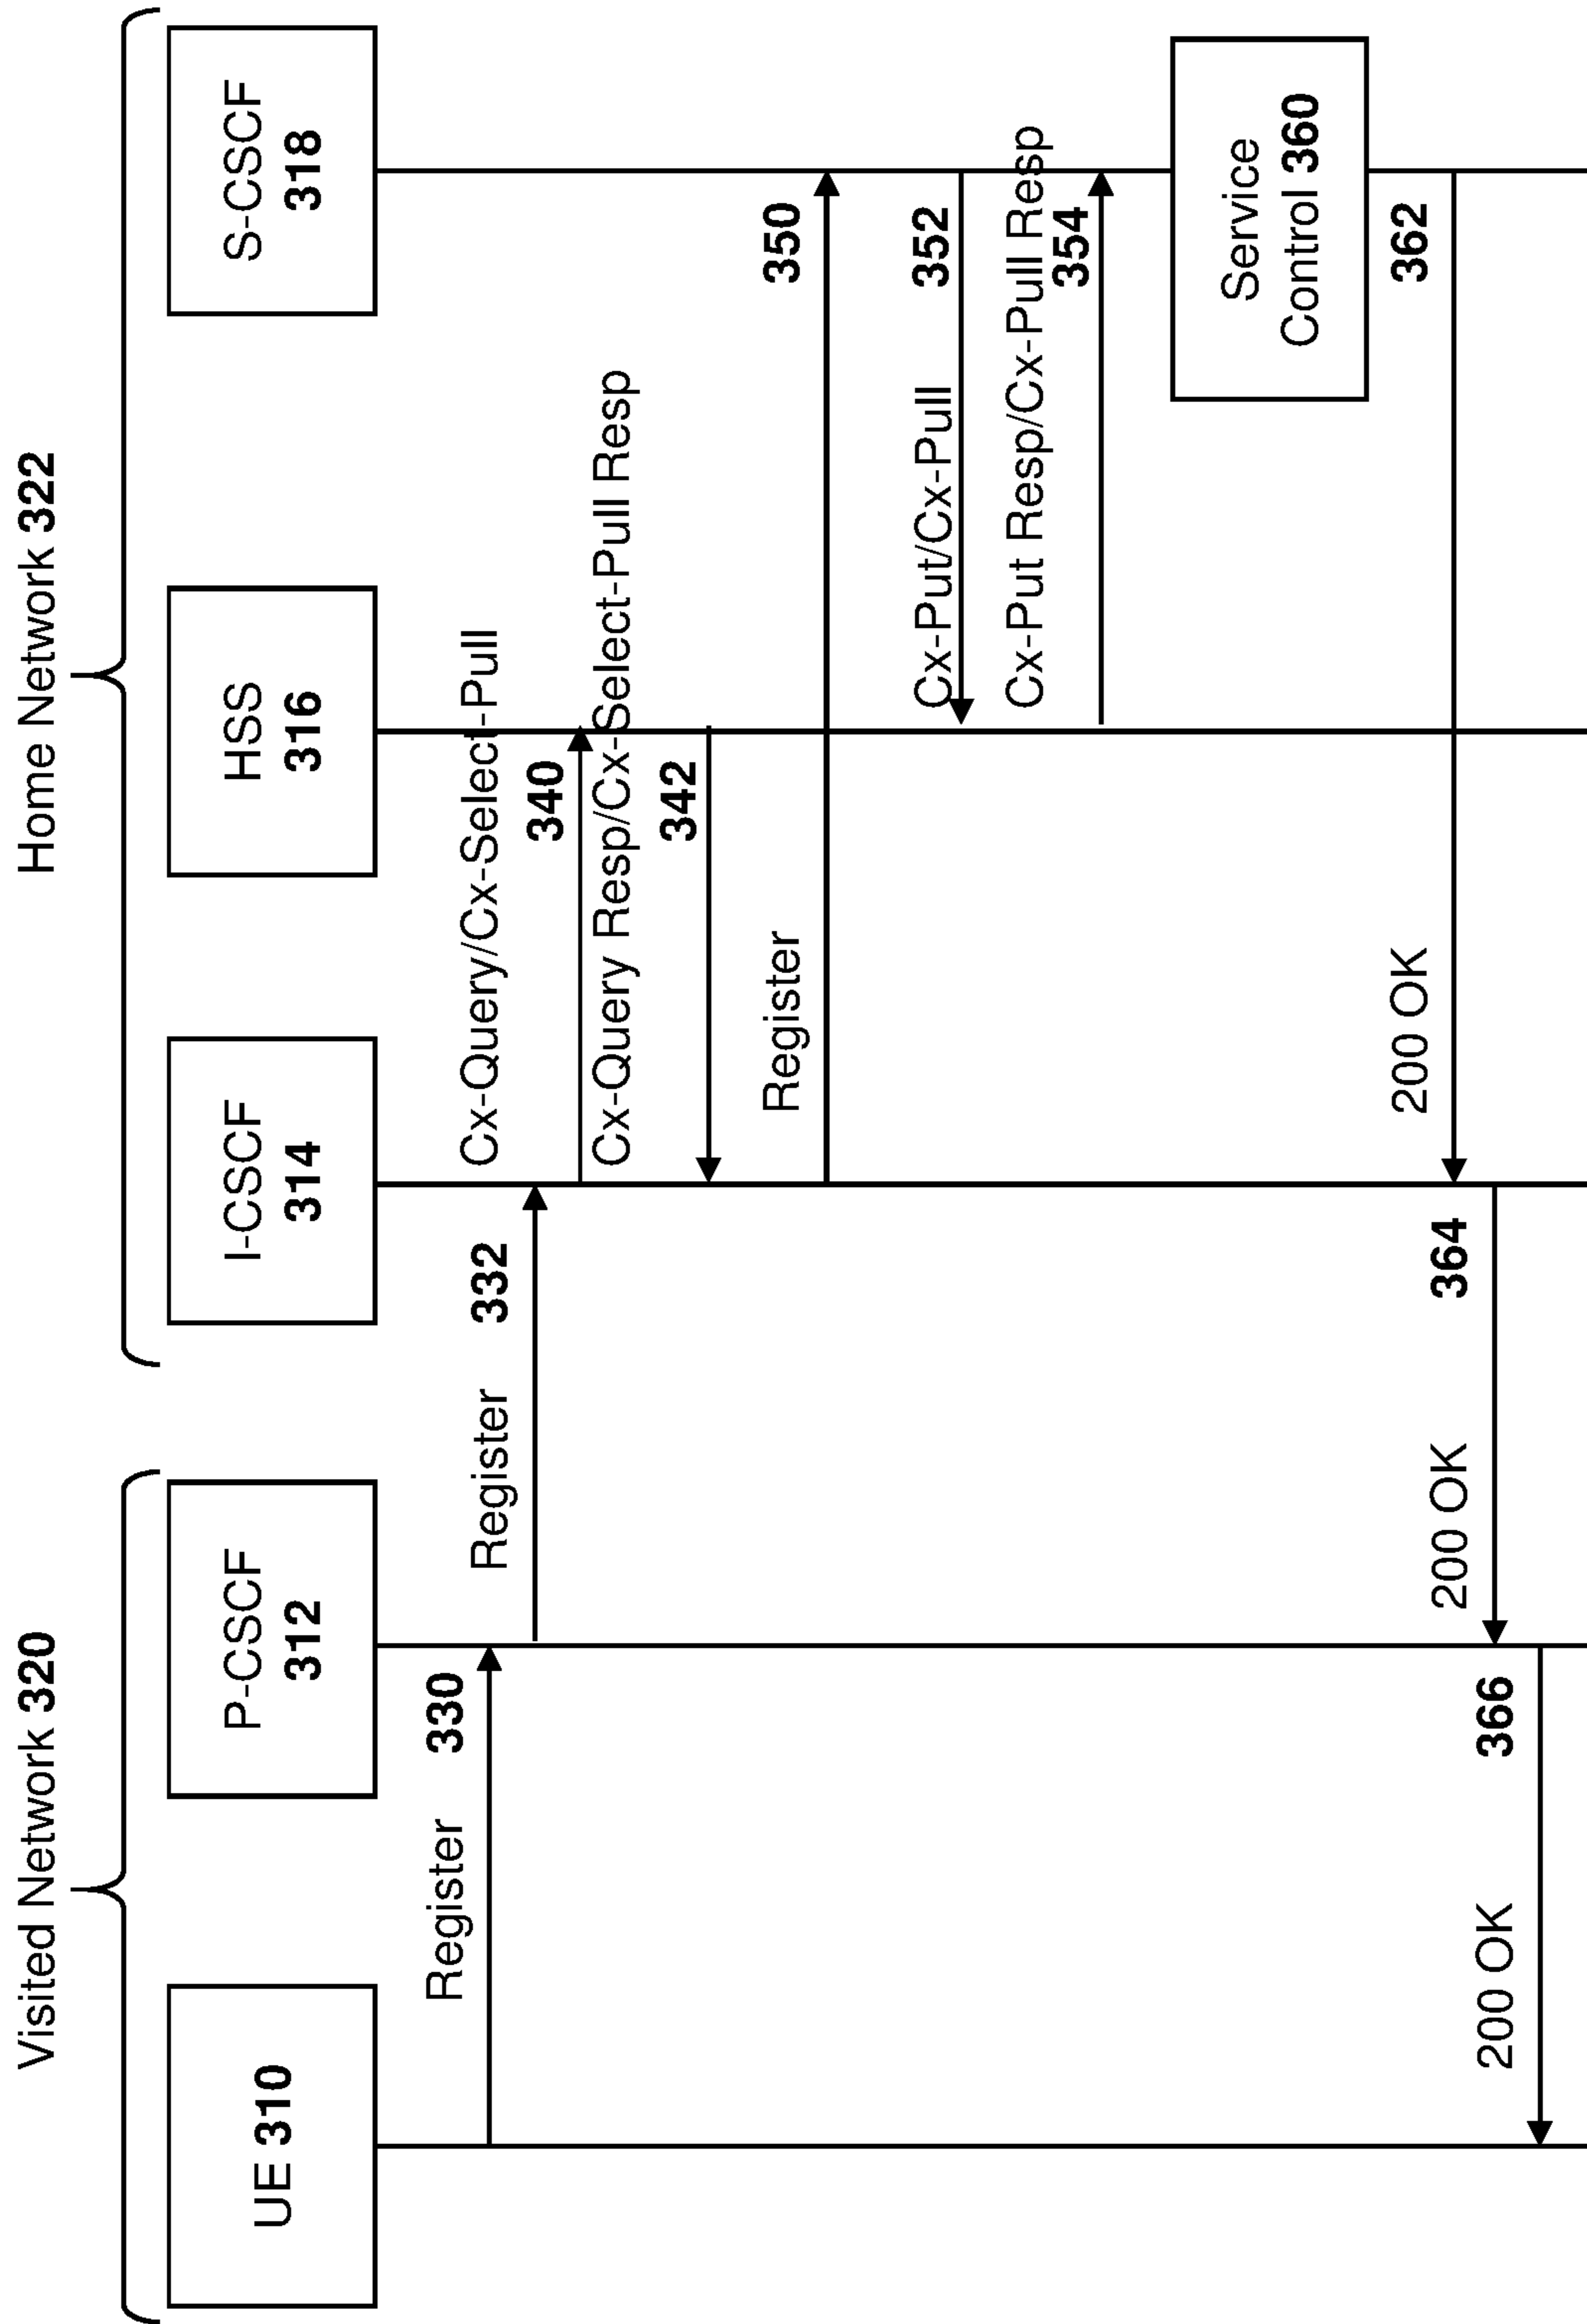 Visited Network 320
Home Network 322
UE 310
P-CSCF
312
I-CSCF
314
HSS
316
S-CSCF
318
Register
330
Register
332
Cx-Query/Cx-Select-Pull
340
Cx-Query Resp/Cx-Select-Pull Resp
342
Register
350
Cx-Put/Cx-Pull
352
Cx-Put Resp/Cx-Pull Resp
354
Service
Control 360
200 OK
362
200 OK
364
200 OK
366